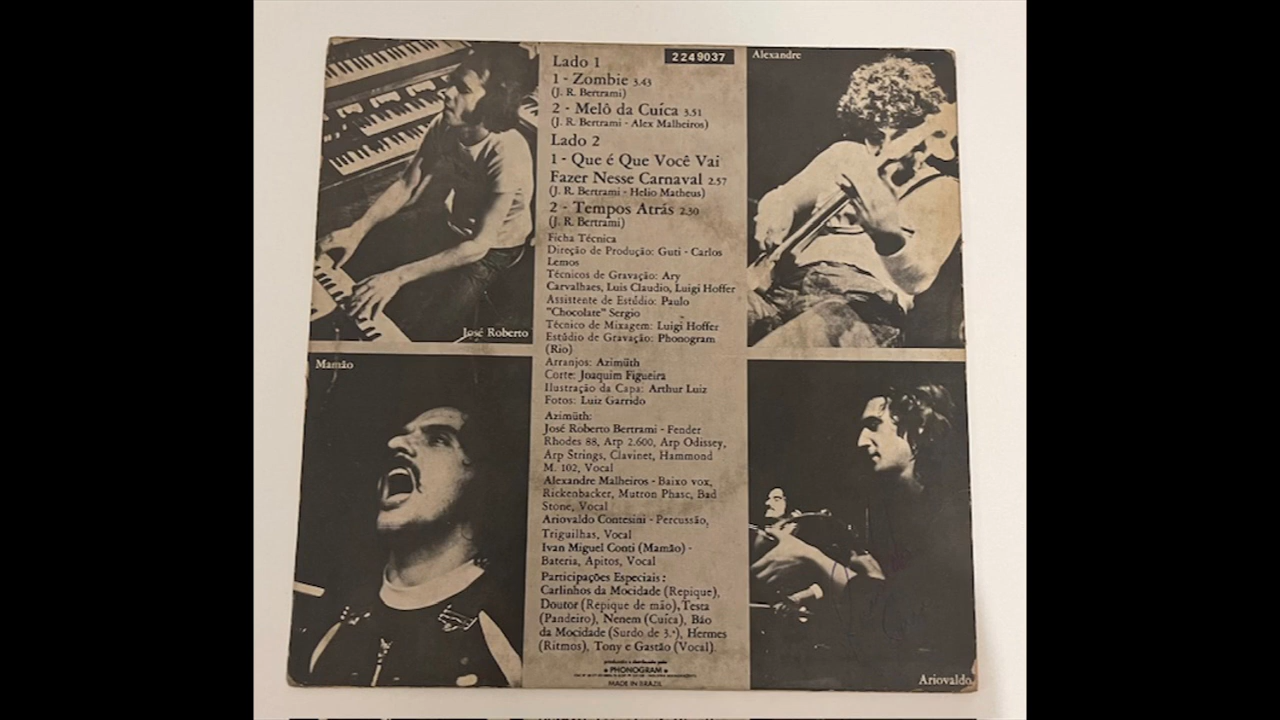 2249037
Lado 1
1 - Zombie 3.43
(J. R. Bertrami)
2 - Melô da Cuíca 3.51
(J. R. Bertrami - Alex Malheiros)
Lado 2
1 - Que é Que Você Vai
Fazer Nesse Carnaval 2.57
(J. R. Bertrami - Helio Matheus)
2 - Tempos Atrás 2.30
(J. R. Bertrami)
Ficha Técnica
Direção de Produção: Guti - Carlos
Lemos
Técnicos de Gravação: Ary
Carvalhaes, Luis Claudio, Luigi Hoffer
Assistente de Estúdio: Paulo
"Chocolate" Sergio
Técnico de Mixagem: Luigi Hoffer
Estúdio de Gravação: Phonogram
(Rio)
Arranjos: Azimüth
Corte: Joaquim Figueira
Ilustração da Capa: Arthur Luiz
Fotos: Luiz Garrido
Azimüth:
José Roberto Bertrami - Fender
Rhodes 88, Arp 2.600, Arp Odissey,
Arp Strings, Clavinet, Hammond
M. 102, Vocal
Alexandre Malheiros - Baixo vox,
Rickenbacker, Mutron Phase, Bad
Stone, Vocal
Ariovaldo Contesini - Percussão,
Triguilhas, Vocal
Ivan Miguel Conti (Mamão) -
Bateria, Apitos, Vocal
Participações Especiais:
Carlinhos da Mocidade (Repique),
Doutor (Repique de mão), Testa
(Pandeiro), Nenem (Cuíca), Bão
da Mocidade (Surdo de 3.ª), Hermes
(Ritmos), Tony e Gastão (Vocal).
produzido e distribuído pela
PHONOGRAM
MADE IN BRAZIL
José Roberto
Alexandre
Mamão
Ariovaldo